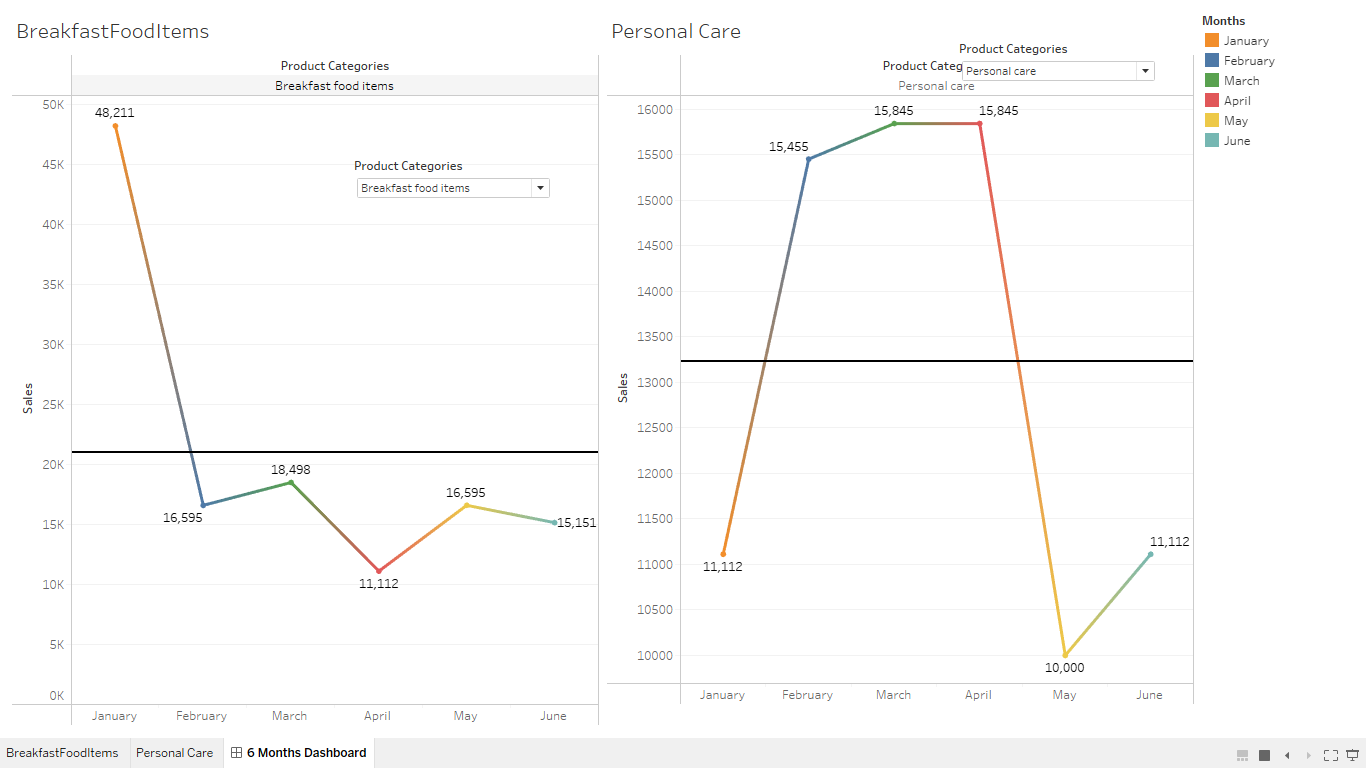 BreakfastFoodItems
Product Categories
Breakfast food items
50K
45K
40K
35K
30K
25K
20K
15K
10K
5K
0K
Sales
48,211
16,595
18,498
11,112
16,595
15,151
Product Categories
Breakfast food items
January February March April May June
Personal Care
Product Categories
Product Categ
Personal care
Personal care
16000
15500
15000
14500
14000
13500
13000
12500
12000
11500
11000
10500
10000
Sales
11,112
15,455
15,845
15,845
10,000
11,112
January February March April May June
Months
January
February
March
April
May
June
BreakfastFoodItems Personal Care 6 Months Dashboard